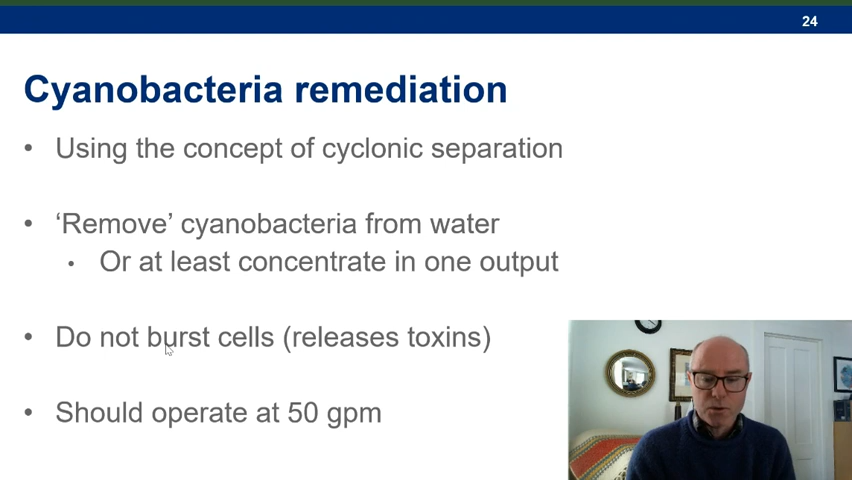 24
Cyanobacteria remediation
• Using the concept of cyclonic separation
• ‘Remove’ cyanobacteria from water
• Or at least concentrate in one output
• Do not burst cells (releases toxins)
• Should operate at 50 gpm